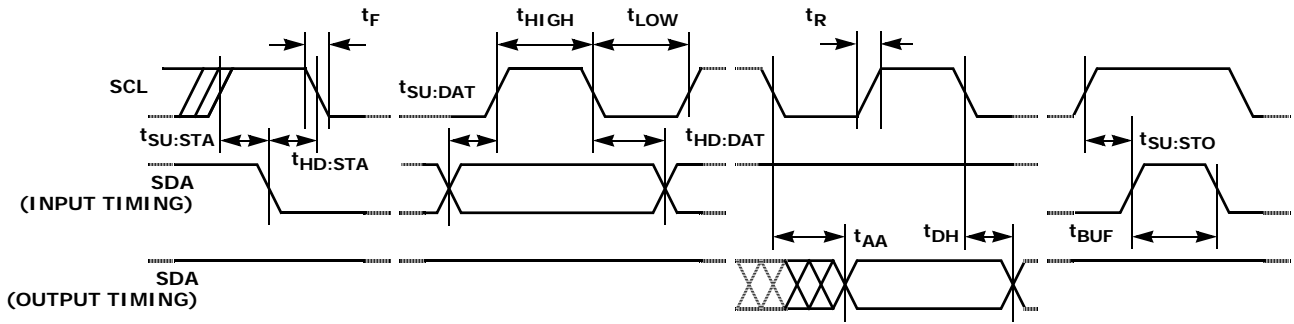 tF
tHIGH
tLOW
tR
SCL
tSU:DAT
tSU:STA
tHD:STA
tHD:DAT
tSU:STO
SDA
(INPUT TIMING)
tAA
tDH
tBUF
SDA
(OUTPUT TIMING)